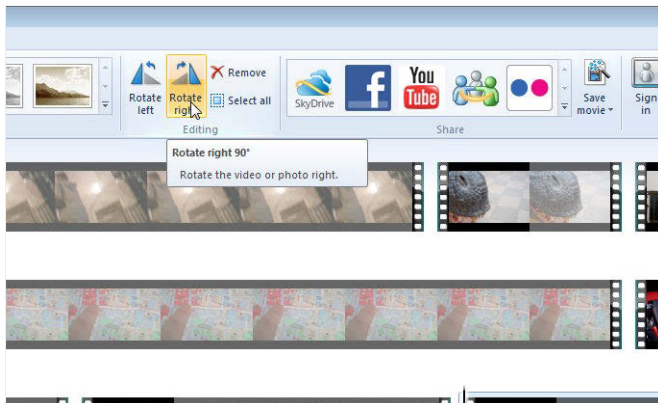 Rotate left
Rotate right
Remove
Select all
Editing
SkyDrive
f
You Tube
Share
Save movie
Sign in
Rotate right 90°
Rotate the video or photo right.